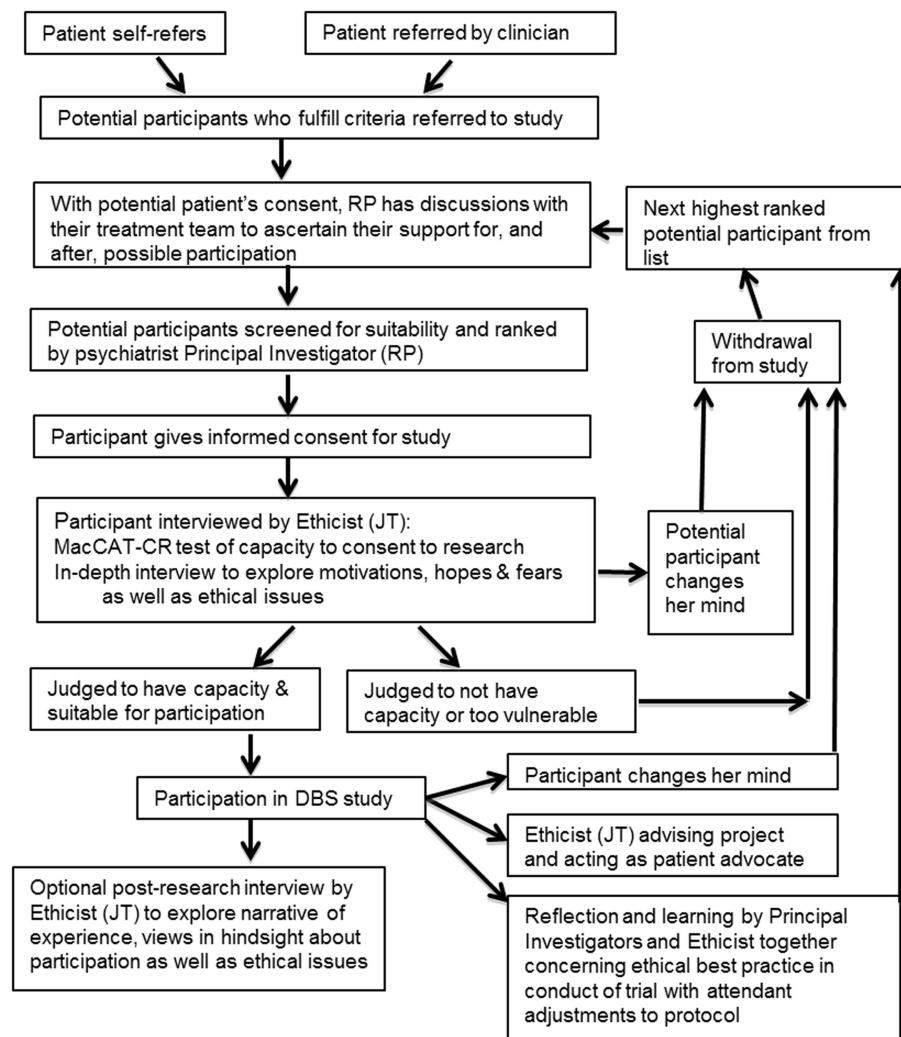 Patient self-refers
Patient referred by clinician
Potential participants who fulfill criteria referred to study
With potential patient's consent, RP has discussions with
their treatment team to ascertain their support for, and
after, possible participation
Next highest ranked
potential participant from
list
Potential participants screened for suitability and ranked
by psychiatrist Principal Investigator (RP)
Withdrawal
from study
Participant gives informed consent for study
Participant interviewed by Ethicist (JT):
MacCAT-CR test of capacity to consent to research
In-depth interview to explore motivations, hopes & fears
as well as ethical issues
Potential
participant
changes
her mind
Judged to have capacity &
suitable for participation
Judged to not have
capacity or too vulnerable
Participation in DBS study
Participant changes her mind
Ethicist (JT) advising project
and acting as patient advocate
Optional post-research interview by
Ethicist (JT) to explore narrative of
experience, views in hindsight about
participation as well as ethical issues
Reflection and learning by Principal
Investigators and Ethicist together
concerning ethical best practice in
conduct of trial with attendant
adjustments to protocol